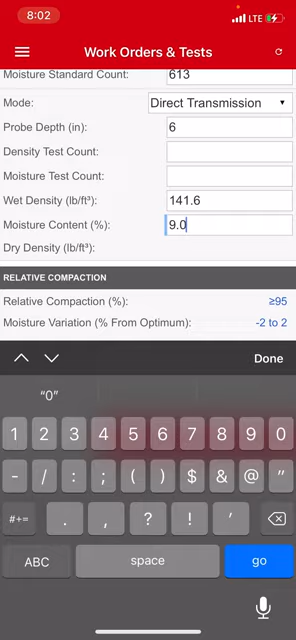 8:02 LTE
Work Orders & Tests
Moisture Standard Count: 613
Mode: Direct Transmission
Probe Depth (in): 6
Density Test Count:
Moisture Test Count:
Wet Density (lb/ft³): 141.6
Moisture Content (%): 9.0
Dry Density (lb/ft³):
RELATIVE COMPACTION
Relative Compaction (%): ≥95
Moisture Variation (% From Optimum): -2 to 2
Done
“0”
1 2 3 4 5 6 7 8 9 0
- / : ; ( ) $ & @ "
#+= . , ? ! '
ABC space go